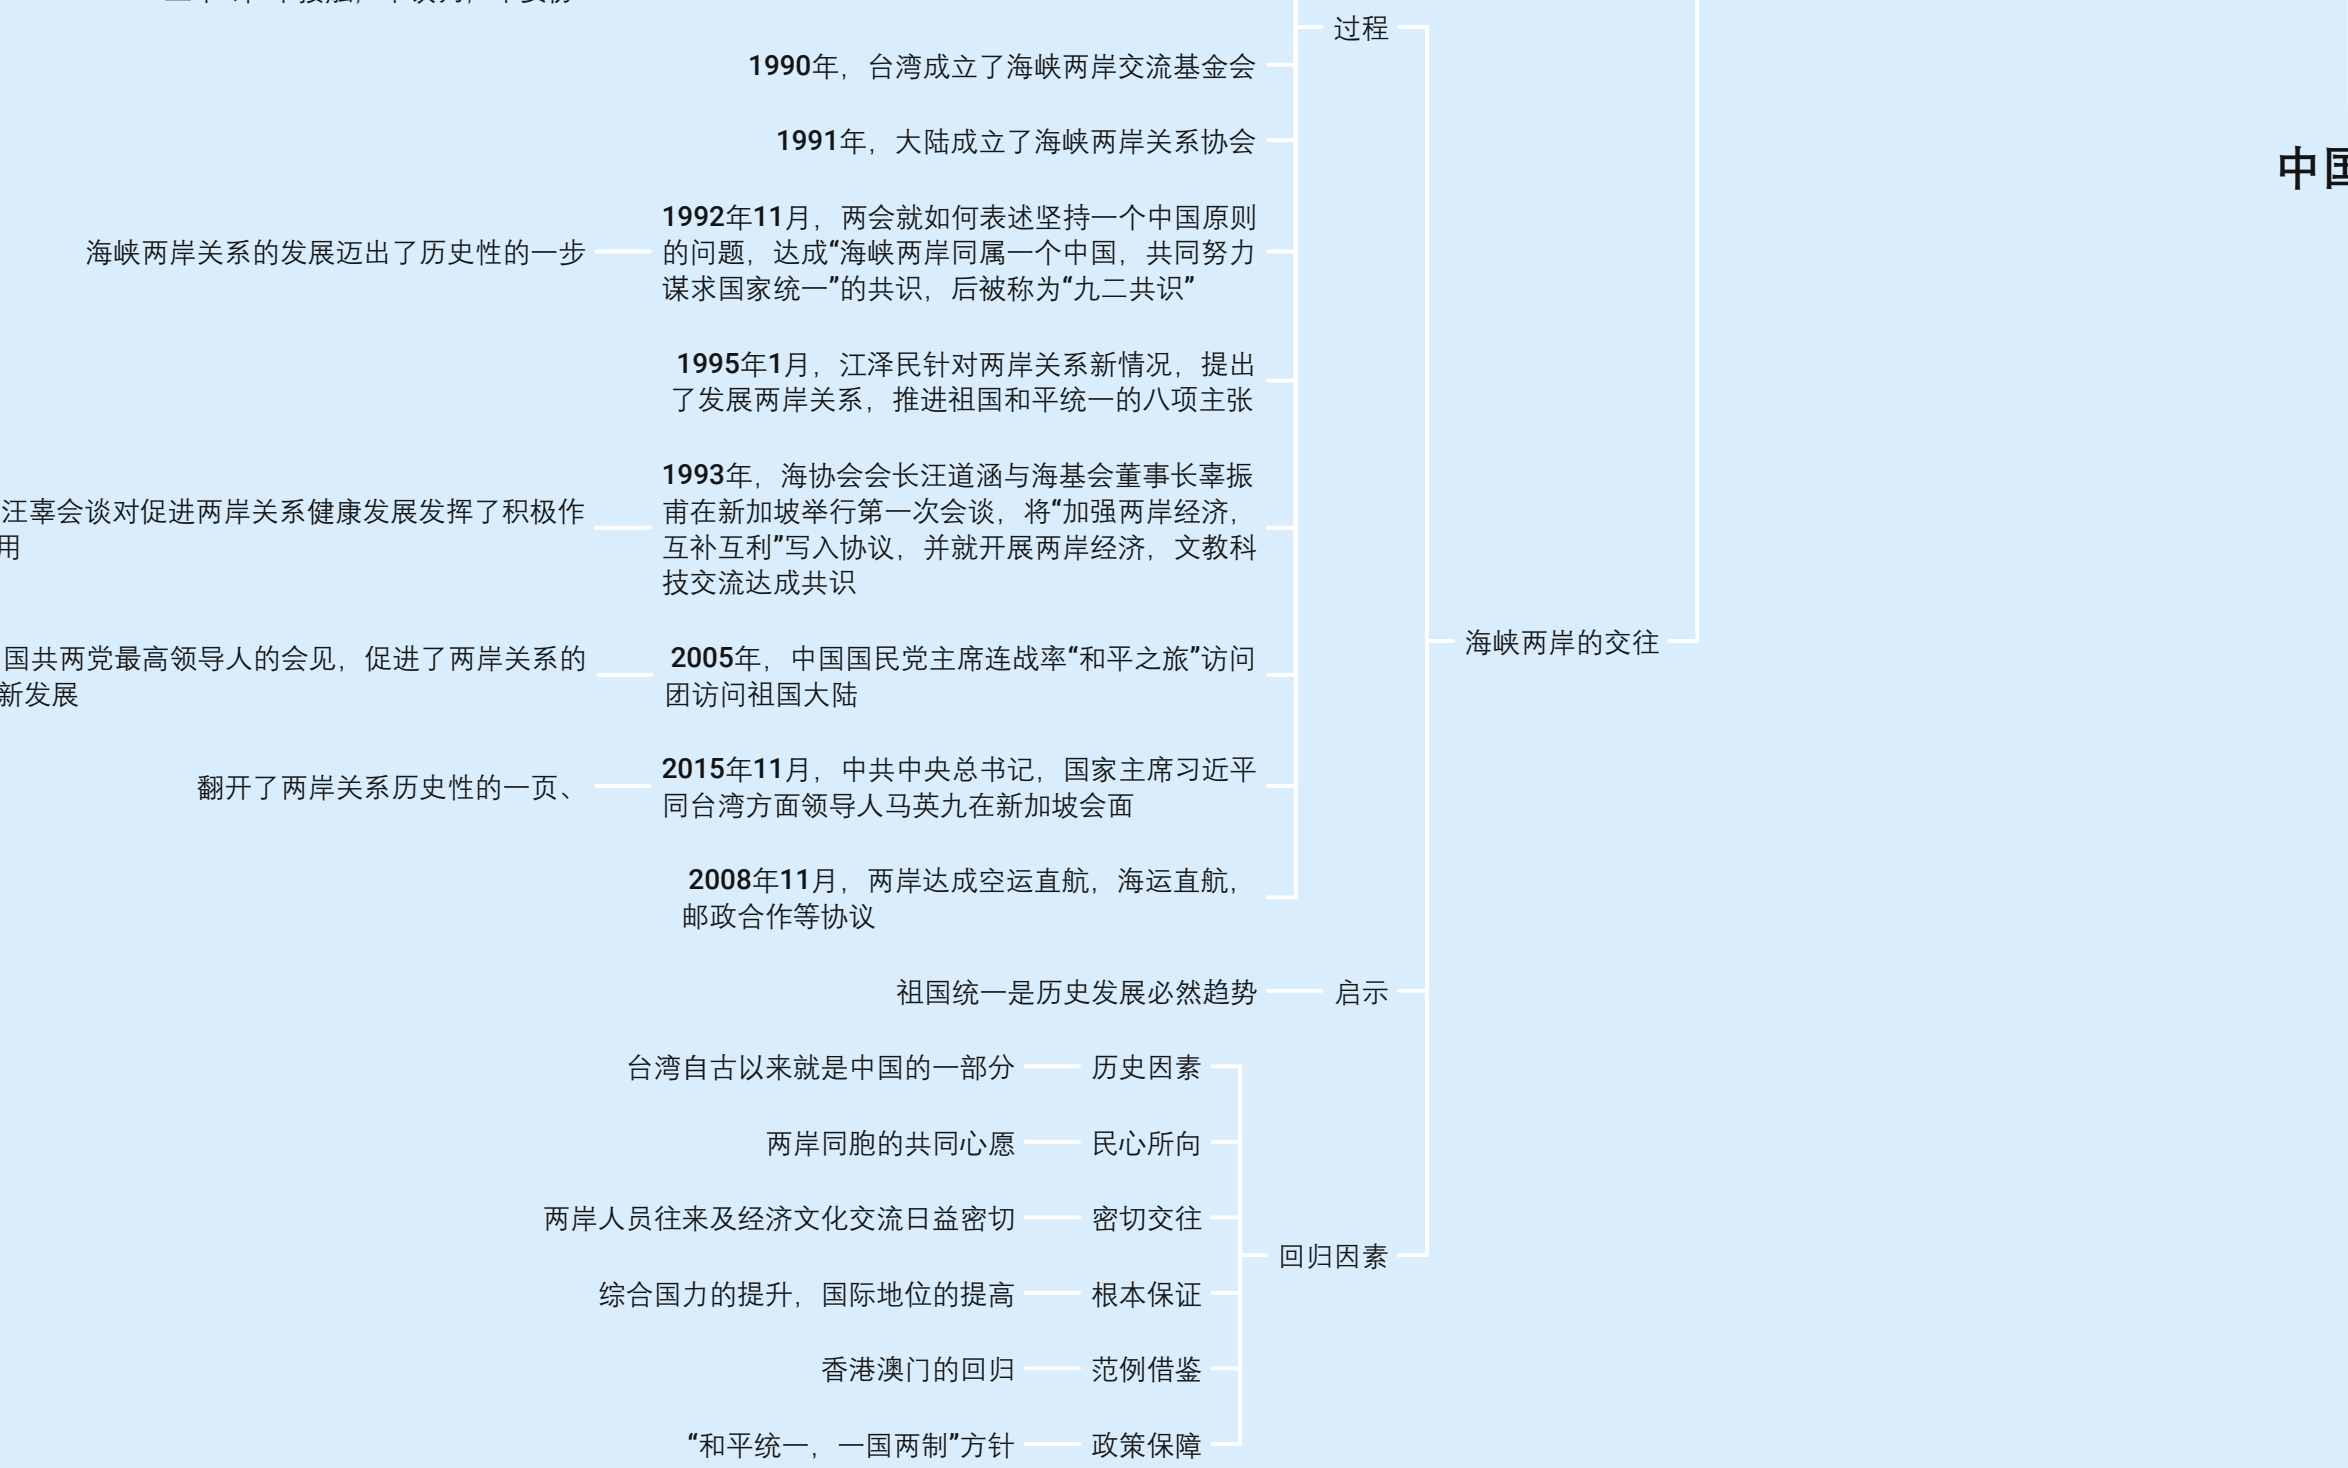 过程
1990年，台湾成立了海峡两岸交流基金会
1991年，大陆成立了海峡两岸关系协会
中国
1992年11月，两会就如何表述坚持一个中国原则
的问题，达成“海峡两岸同属一个中国，共同努力
谋求国家统一”的共识，后被称为“九二共识”
海峡两岸关系的发展迈出了历史性的一步
1995年1月，江泽民针对两岸关系新情况，提出
了发展两岸关系，推进祖国和平统一的八项主张
1993年，海协会会长汪道涵与海基会董事长辜振
甫在新加坡举行第一次会谈，将“加强两岸经济，
互补互利”写入协议，并就开展两岸经济，文教科
技交流达成共识
汪辜会谈对促进两岸关系健康发展发挥了积极作
用
海峡两岸的交往
2005年，中国国民党主席连战率“和平之旅”访问
团访问祖国大陆
国共两党最高领导人的会见，促进了两岸关系的
新发展
2015年11月，中共中央总书记，国家主席习近平
同台湾方面领导人马英九在新加坡会面
翻开了两岸关系历史性的一页、
2008年11月，两岸达成空运直航，海运直航，
邮政合作等协议
祖国统一是历史发展必然趋势
启示
台湾自古以来就是中国的一部分
历史因素
两岸同胞的共同心愿
民心所向
两岸人员往来及经济文化交流日益密切
密切交往
回归因素
综合国力的提升，国际地位的提高
根本保证
香港澳门的回归
范例借鉴
“和平统一，一国两制”方针
政策保障